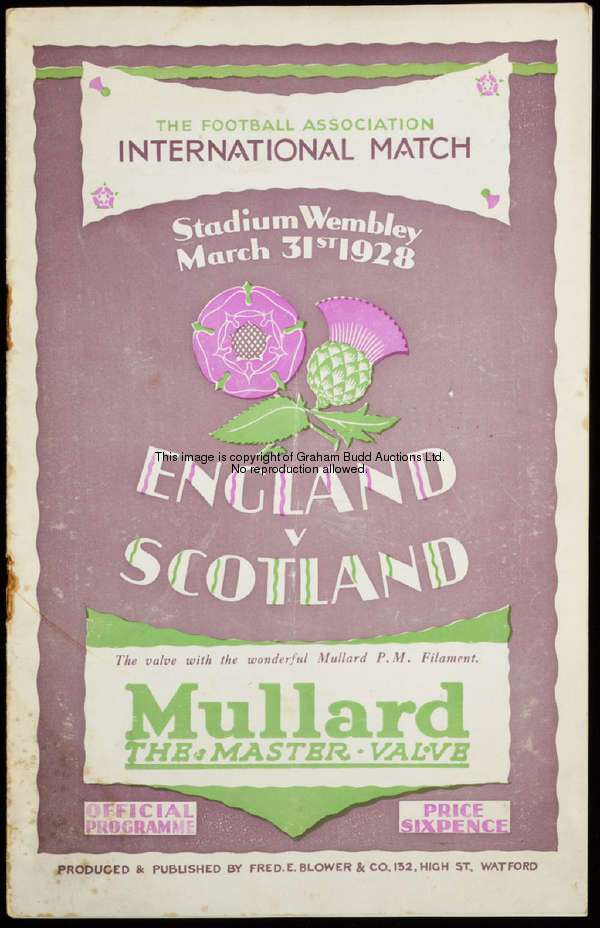 THE FOOTBALL ASSOCIATION
INTERNATIONAL MATCH
Stadium Wembley
March 31ST 1928
This image is copyright of Graham Budd Auctions Ltd.
No reproduction allowed.
ENGLAND
v
SCOTLAND
The valve with the wonderful Mullard P.M. Filament.
Mullard
THE · MASTER · VALVE
OFFICIAL
PROGRAMME
PRICE
SIXPENCE
PRODUCED & PUBLISHED BY FRED. E. BLOWER & CO., 132, HIGH ST., WATFORD